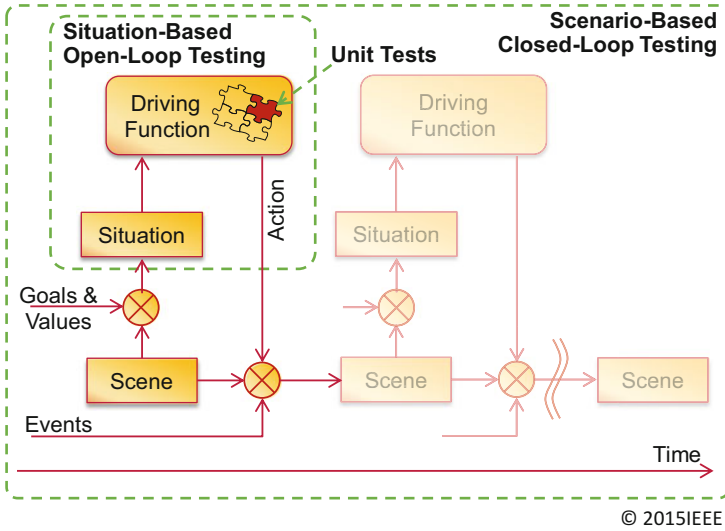 Situation-Based
Open-Loop Testing
Scenario-Based
Closed-Loop Testing
Unit Tests
Driving
Function
Driving
Function
Action
Situation
Situation
Goals &
Values
Scene
Scene
Scene
Events
Time
© 2015IEEE